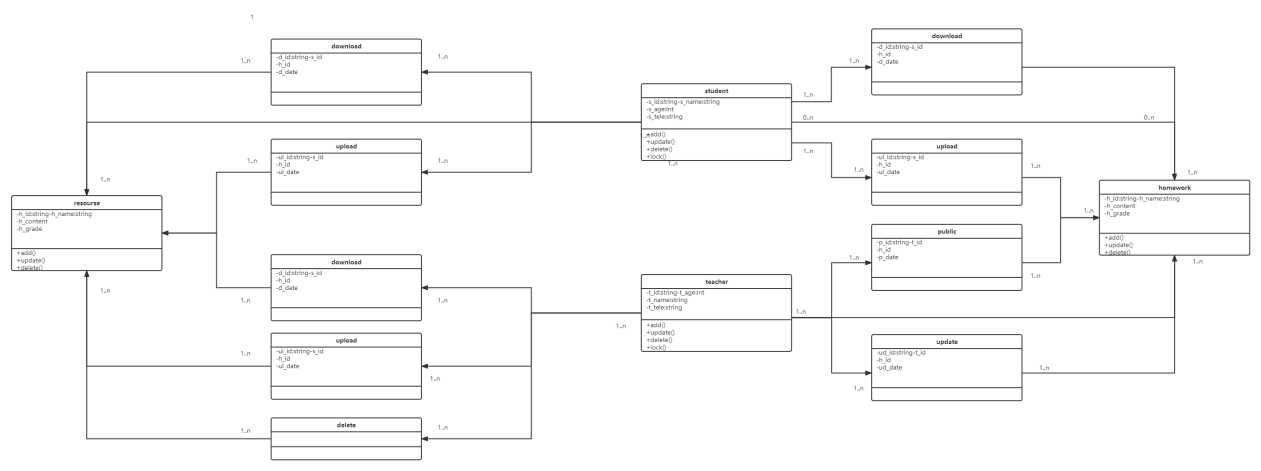 1
download
-d_id:string-s_id
-h_id
-d_date
1..n
1..n
upload
-ul_id:string-s_id
-h_id
-ul_date
1..n
1..n
1..n
resourse
-h_id:string-h_name:string
-h_content
-h_grade
+add()
+update()
+delete()
1..n
download
-d_id:string-s_id
-h_id
-d_date
1..n
1..n
upload
-ul_id:string-s_id
-h_id
-ul_date
1..n
1..n
delete
1..n
1..n
student
-s_id:string-s_name:string
-s_age:int
-s_tele:string
+add()
+update()
+delete()
+lock()
1..n
1..n
0..n
1..n
teacher
-t_id:string-t_age:int
-t_name:string
-t_tele:string
+add()
+update()
+delete()
+lock()
1..n
1..n
download
-d_id:string-s_id
-h_id
-d_date
1..n
0..n
upload
-ul_id:string-s_id
-h_id
-ul_date
1..n
1..n
public
-p_id:string-t_id
-h_id
-p_date
1..n
1..n
update
-ud_id:string-t_id
-h_id
-ud_date
1..n
1..n
1..n
1..n
homework
-h_id:string-h_name:string
-h_content
-h_grade
+add()
+update()
+delete()
1..n